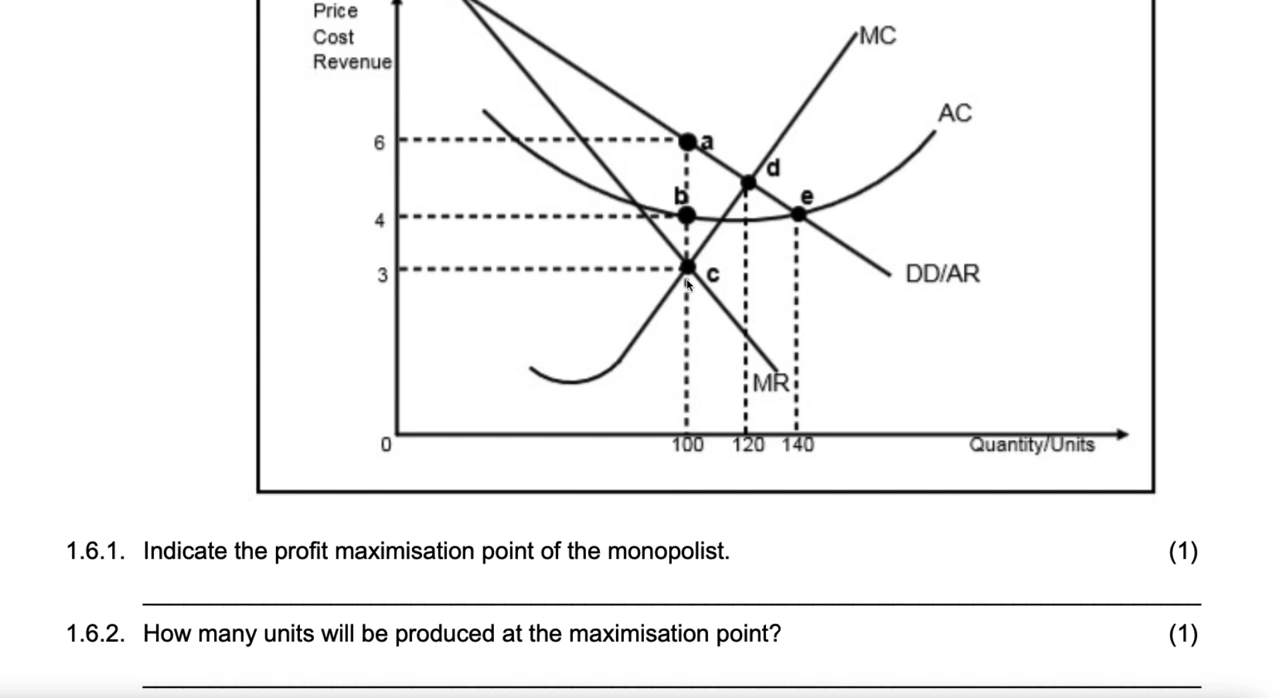 Price
Cost
Revenue
MC
AC
6
a
d
b
e
4
3
c
DD/AR
MR
0
100 120 140 Quantity/Units
1.6.1. Indicate the profit maximisation point of the monopolist. (1)
1.6.2. How many units will be produced at the maximisation point? (1)